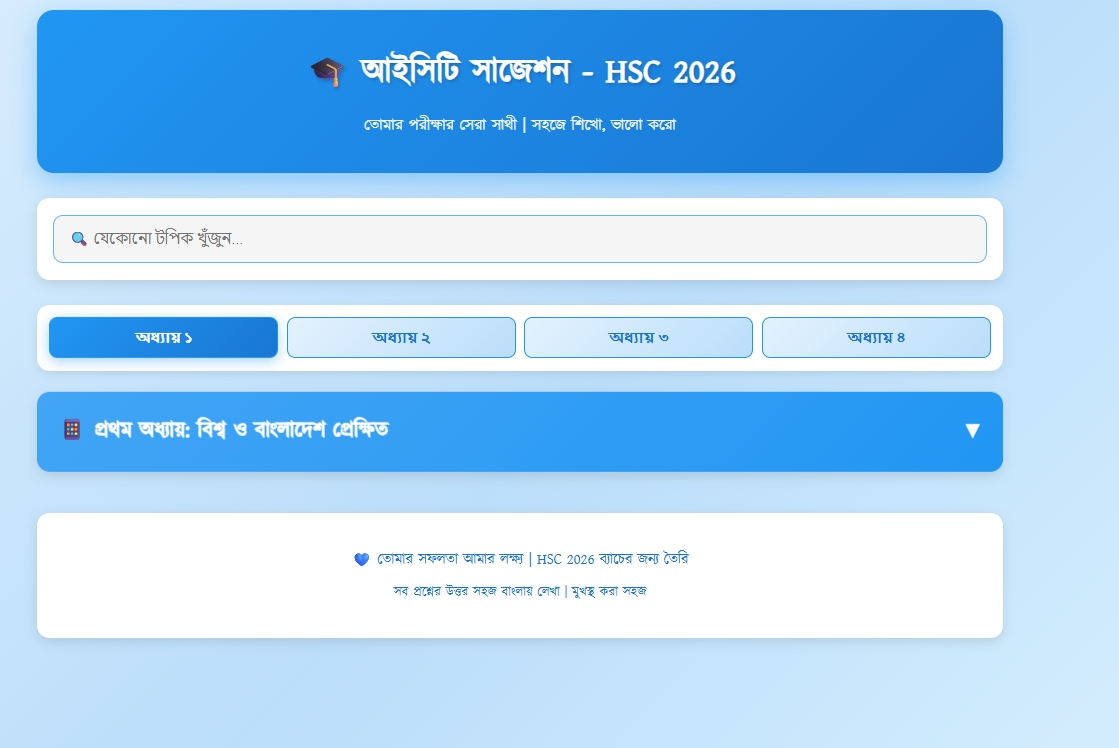 🎓 আইসিটি সাজেশন - HSC 2026
তোমার পরীক্ষার সেরা সাথী | সহজে শিখো, ভালো করো
🔍 যেকোনো টপিক খুঁজুন...
অধ্যায় ১
অধ্যায় ২
অধ্যায় ৩
অধ্যায় ৪
প্রথম অধ্যায়: বিশ্ব ও বাংলাদেশ প্রেক্ষিত ▼
💙 তোমার সফলতা আমার লক্ষ্য | HSC 2026 ব্যাচের জন্য তৈরি
সব প্রশ্নের উত্তর সহজ বাংলায় লেখা | মুখস্থ করা সহজ